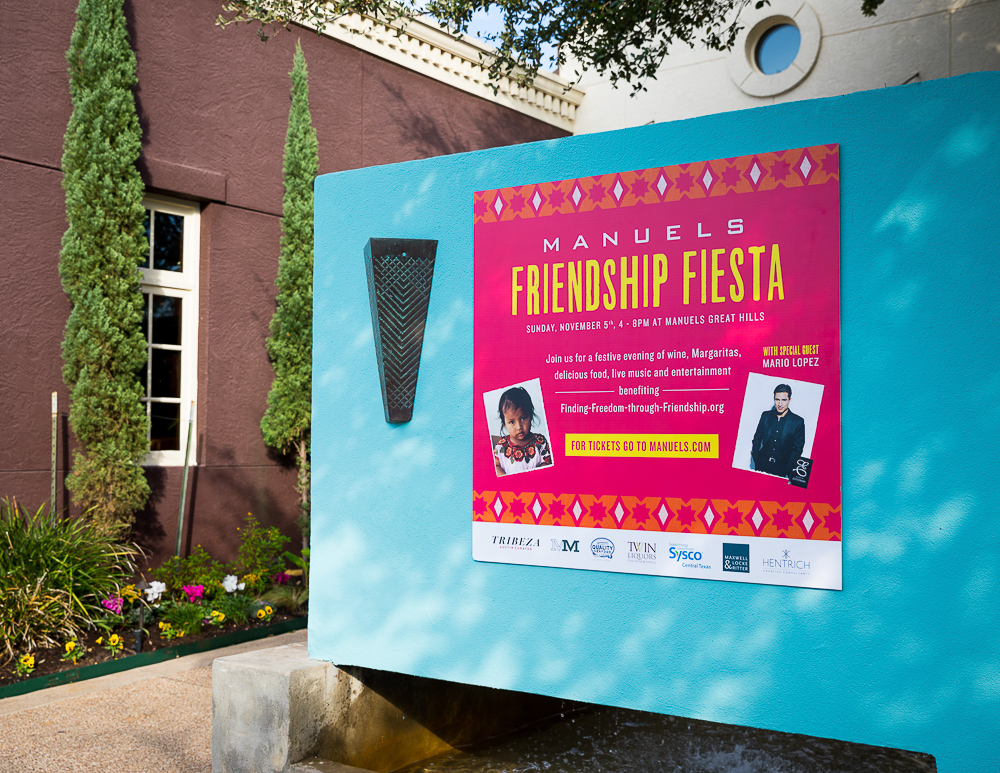 MANUELS
FRIENDSHIP FIESTA
SUNDAY, NOVEMBER 5th, 4 - 8PM AT MANUELS GREAT HILLS
Join us for a festive evening of wine, Margaritas,
delicious food, live music and entertainment
benefiting
Finding-Freedom-through-Friendship.org
WITH SPECIAL GUEST
MARIO LOPEZ
FOR TICKETS GO TO MANUELS.COM
TRIBEZA
M
QUALITY
TWIN
LIQUORS
Sysco
Central Texas
MAXWELL
LOCKE
&RITTER
HENTRICH